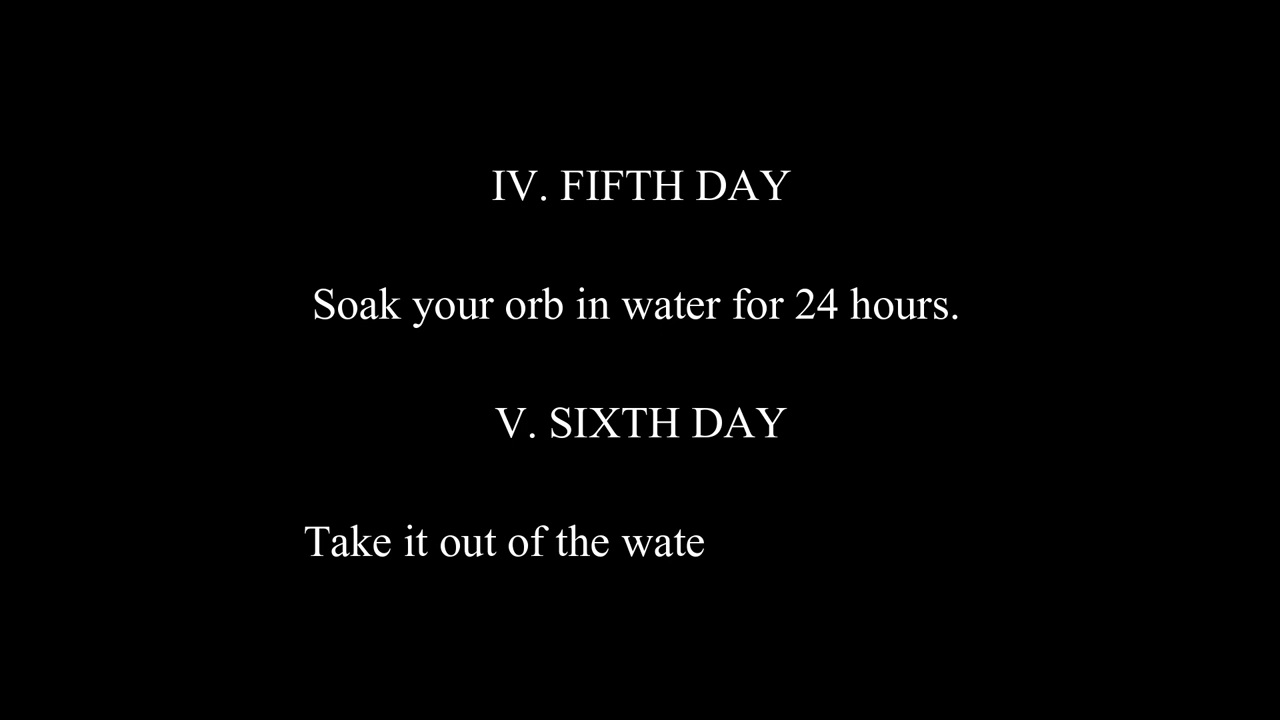 IV. FIFTH DAY
Soak your orb in water for 24 hours.
V. SIXTH DAY
Take it out of the wate